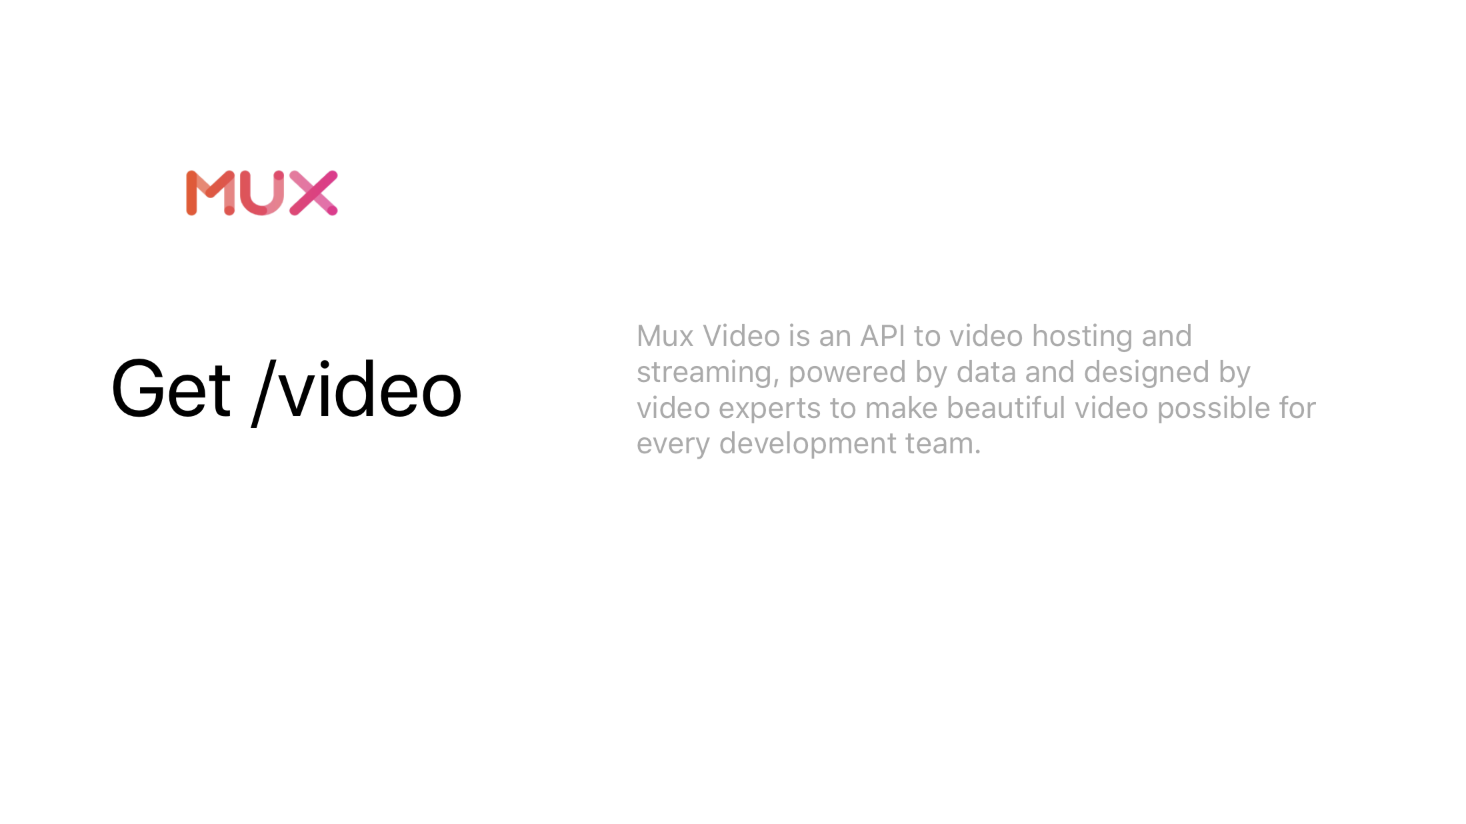 MUX
Get /video
Mux Video is an API to video hosting and
streaming, powered by data and designed by
video experts to make beautiful video possible for
every development team.